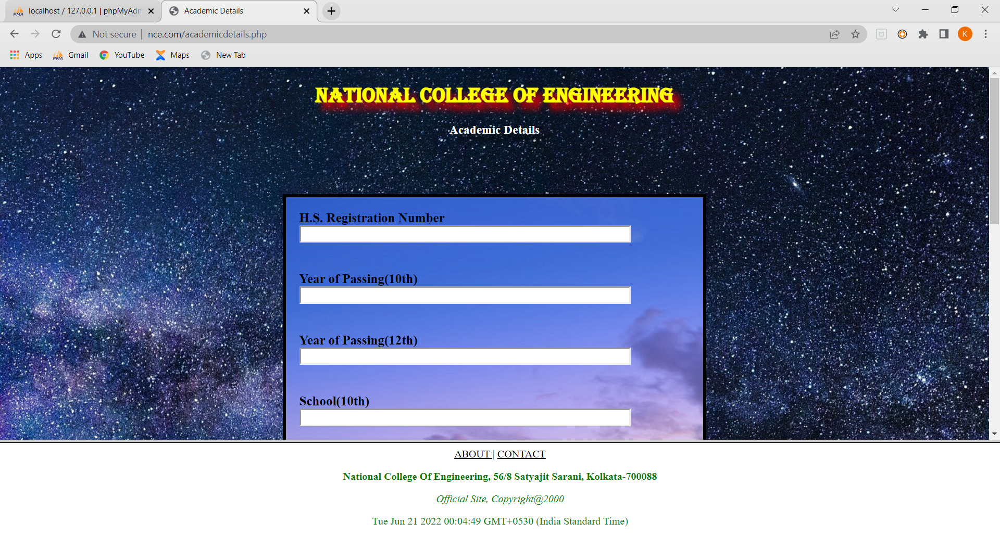 localhost / 127.0.0.1 | phpMyAdm
Academic Details
Not secure | nce.com/academicdetails.php
K
Apps
PMA Gmail
YouTube
Maps
New Tab
NATIONAL COLLEGE OF ENGINEERING
Academic Details
H.S. Registration Number
Year of Passing(10th)
Year of Passing(12th)
School(10th)
ABOUT | CONTACT
National College Of Engineering, 56/8 Satyajit Sarani, Kolkata-700088
Official Site, Copyright@2000
Tue Jun 21 2022 00:04:49 GMT+0530 (India Standard Time)